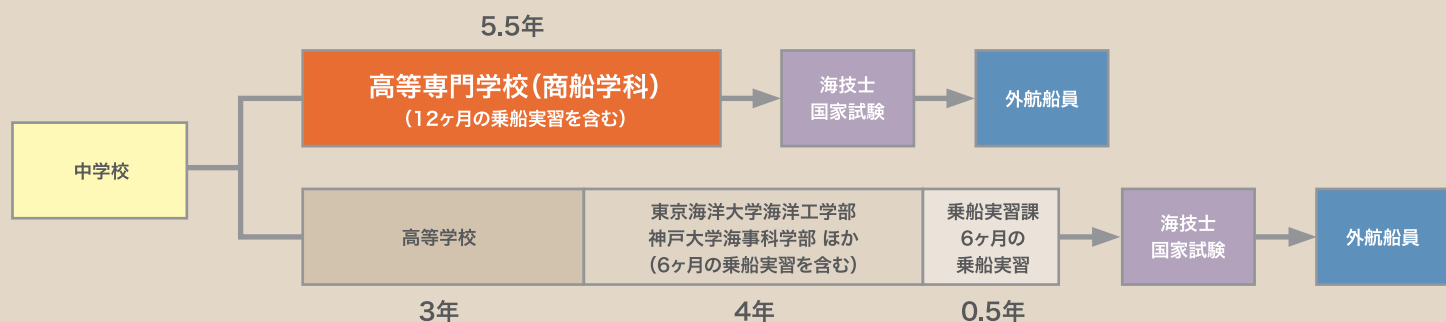 5.5年
中学校
高等専門学校(商船学科)
(12ヶ月の乗船実習を含む)
海技士
国家試験
外航船員
高等学校
東京海洋大学海洋工学部
神戸大学海事科学部 ほか
(6ヶ月の乗船実習を含む)
乗船実習課
6ヶ月の
乗船実習
海技士
国家試験
外航船員
3年
4年
0.5年